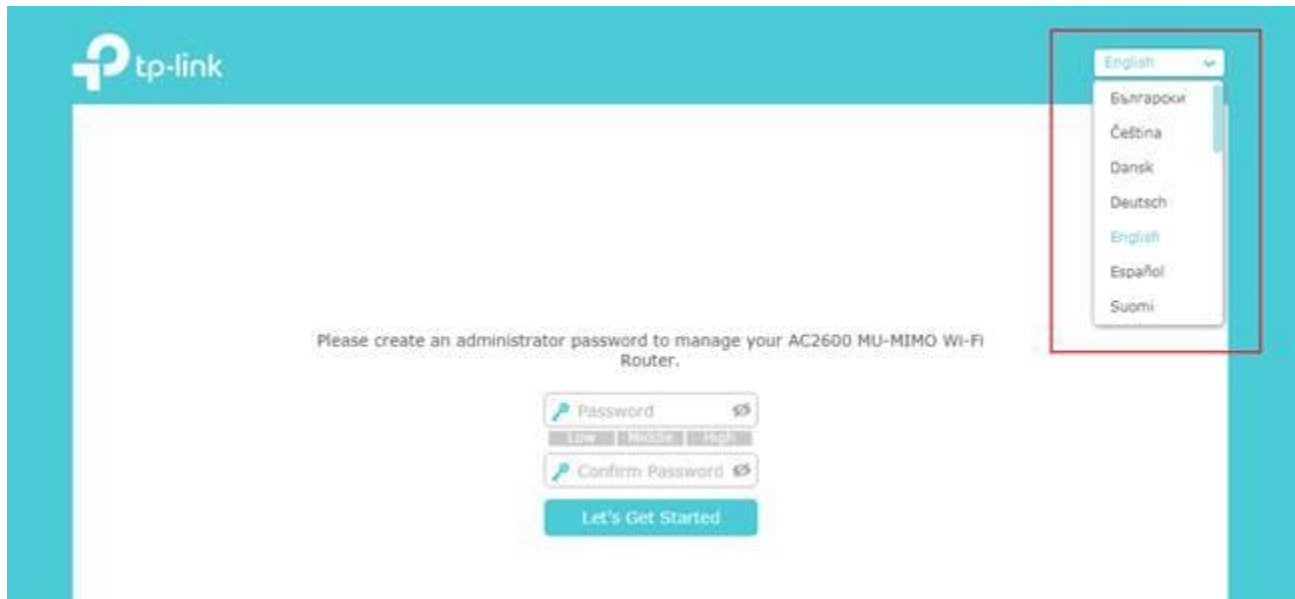 tp-link
English
Български
Čeština
Dansk
Deutsch
English
Español
Suomi
Please create an administrator password to manage your AC2600 MU-MIMO Wi-Fi
Router.
Password
Low Middle High
Confirm Password
Let's Get Started